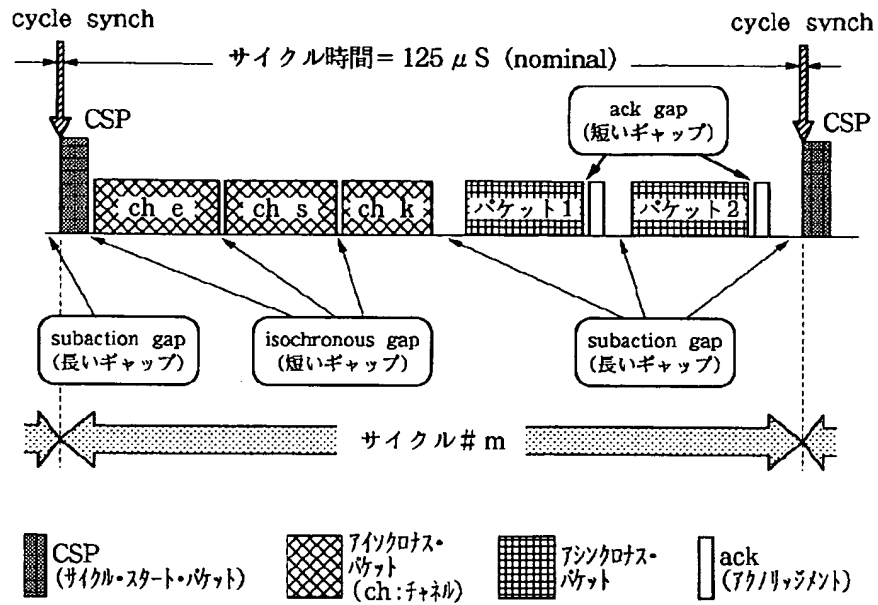 cycle synch
cycle synch
サイクル時間＝125μS (nominal)
CSP
ack gap
(短いギャップ)
CSP
ch e
ch s
ch k
パケット1
パケット2
subaction gap
(長いギャップ)
isochronous gap
(短いギャップ)
subaction gap
(長いギャップ)
サイクル＃m
CSP
(サイクル・スタート・パケット)
アイソクロナス・
パケット
(ch:チャネル)
アシンクロナス・
パケット
ack
(アクノリッジメント)